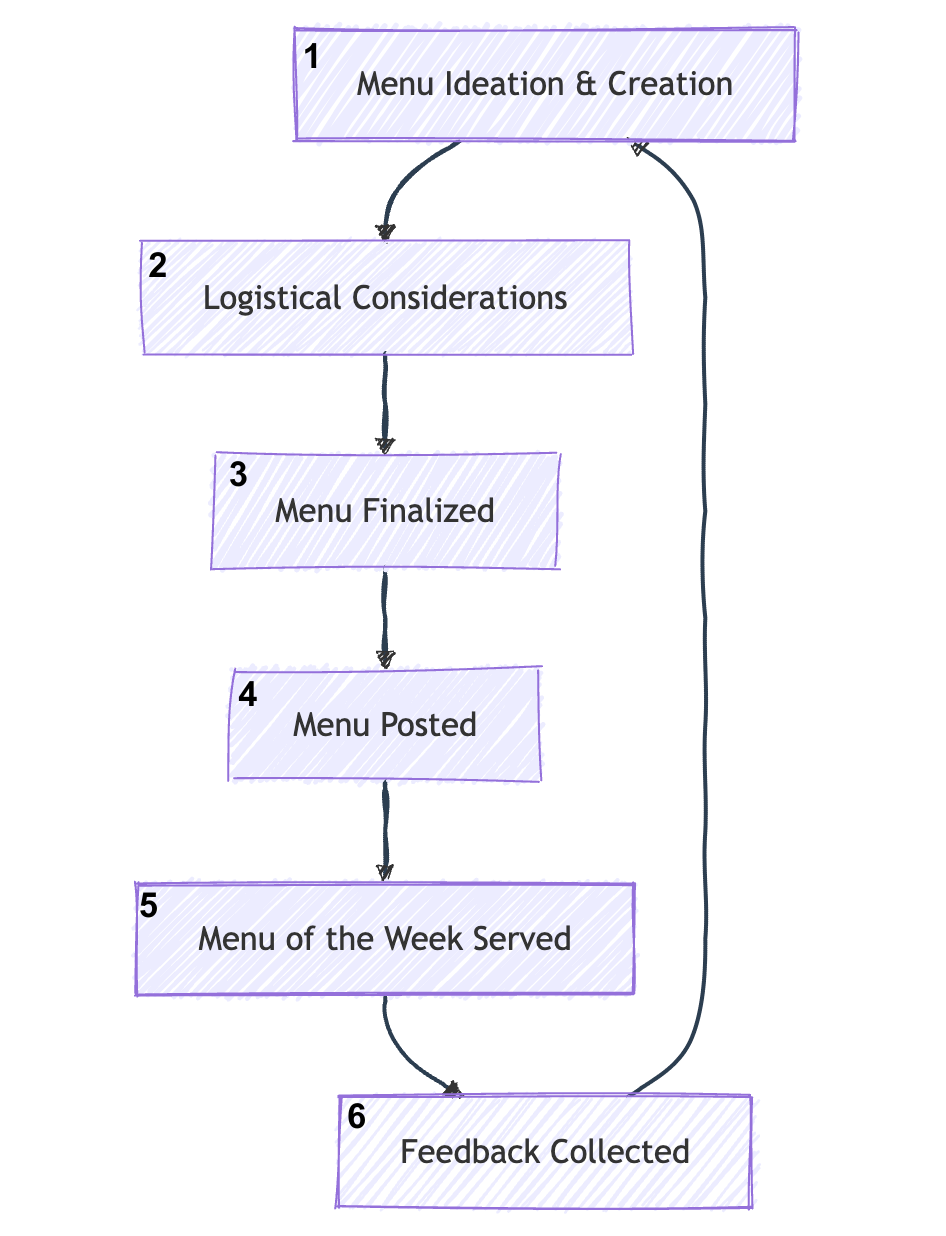 1
Menu Ideation & Creation
2
Logistical Considerations
3
Menu Finalized
4
Menu Posted
5
Menu of the Week Served
6
Feedback Collected